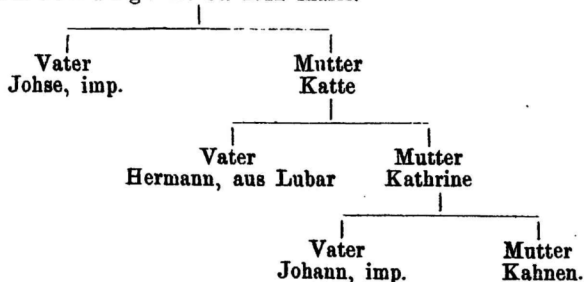 Vater Mutter
Johse, imp. Katte
Vater Mutter
Hermann, aus Lubar Kathrine
Vater Mutter
Johann, imp. Kahnen.